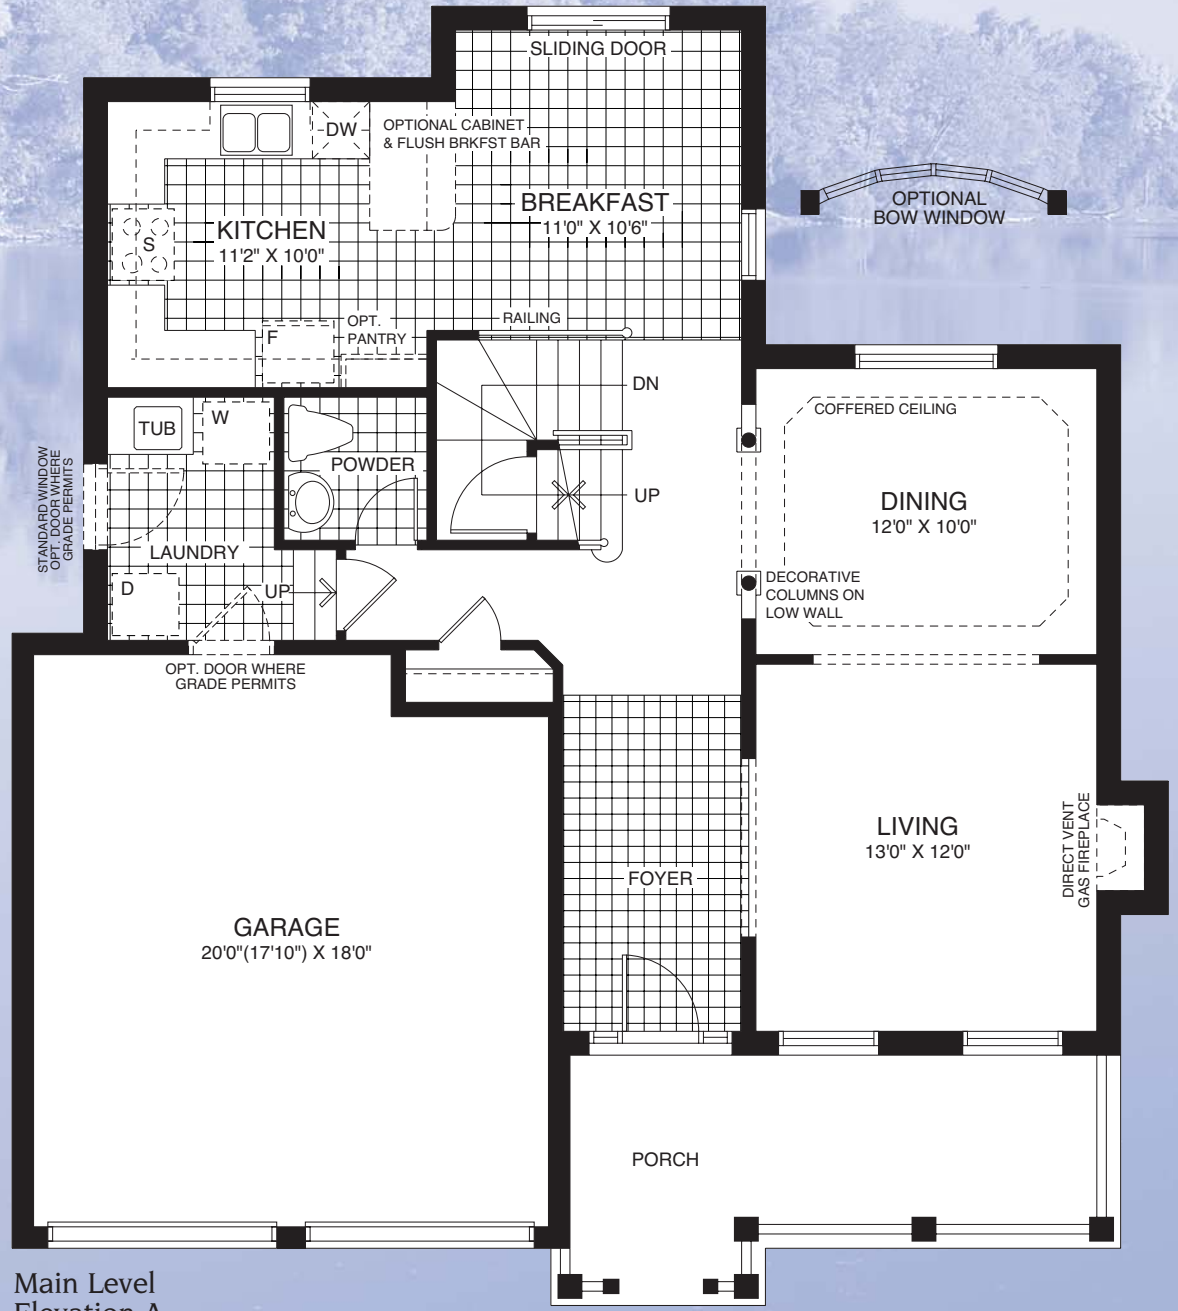 SLIDING DOOR
DW
OPTIONAL CABINET
& FLUSH BRKFST BAR
OPTIONAL
BOW WINDOW
BREAKFAST
11'0" X 10'6"
KITCHEN
11'2" X 10'0"
S
F
OPT.
PANTRY
RAILING
DN
COFFERED CEILING
TUB
W
POWDER
UP
DINING
12'0" X 10'0"
STANDARD WINDOW
OPT. DOOR WHERE
GRADE PERMITS
LAUNDRY
D
UP
DECORATIVE
COLUMNS ON
LOW WALL
OPT. DOOR WHERE
GRADE PERMITS
LIVING
13'0" X 12'0"
DIRECT VENT
GAS FIREPLACE
FOYER
GARAGE
20'0"(17'10") X 18'0"
PORCH
Main Level
Elevation A